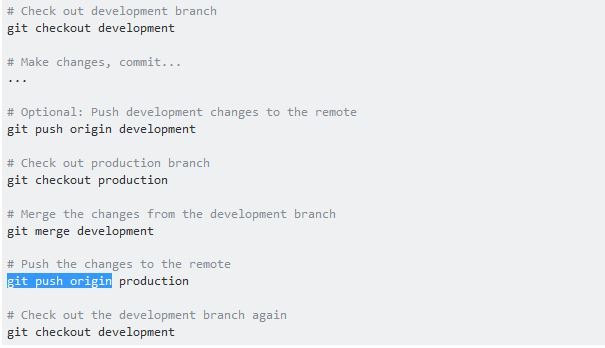 # Check out development branch
git checkout development
# Make changes, commit...
...
# Optional: Push development changes to the remote
git push origin development
# Check out production branch
git checkout production
# Merge the changes from the development branch
git merge development
# Push the changes to the remote
git push origin production
# Check out the development branch again
git checkout development